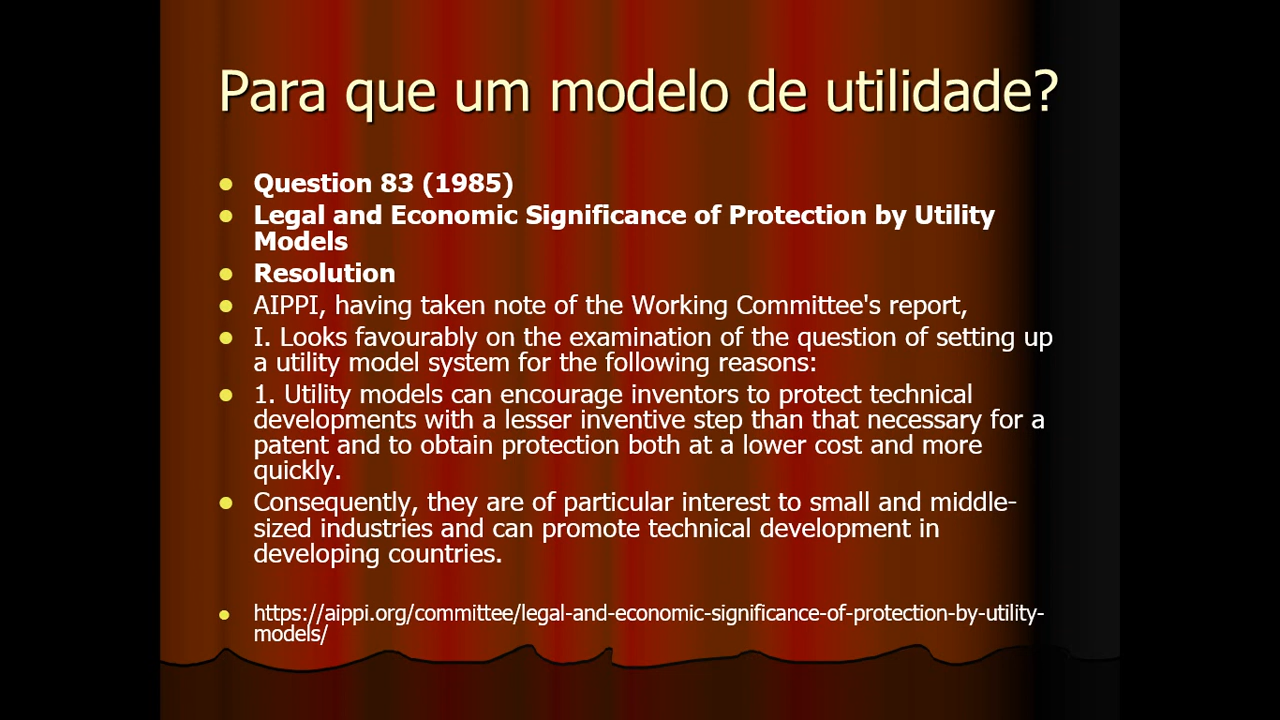 Para que um modelo de utilidade?
Question 83 (1985)
Legal and Economic Significance of Protection by Utility
Models
Resolution
AIPPI, having taken note of the Working Committee's report,
I. Looks favourably on the examination of the question of setting up
a utility model system for the following reasons:
1. Utility models can encourage inventors to protect technical
developments with a lesser inventive step than that necessary for a
patent and to obtain protection both at a lower cost and more
quickly.
Consequently, they are of particular interest to small and middle-
sized industries and can promote technical development in
developing countries.
https://aippi.org/committee/legal-and-economic-significance-of-protection-by-utility-
models/